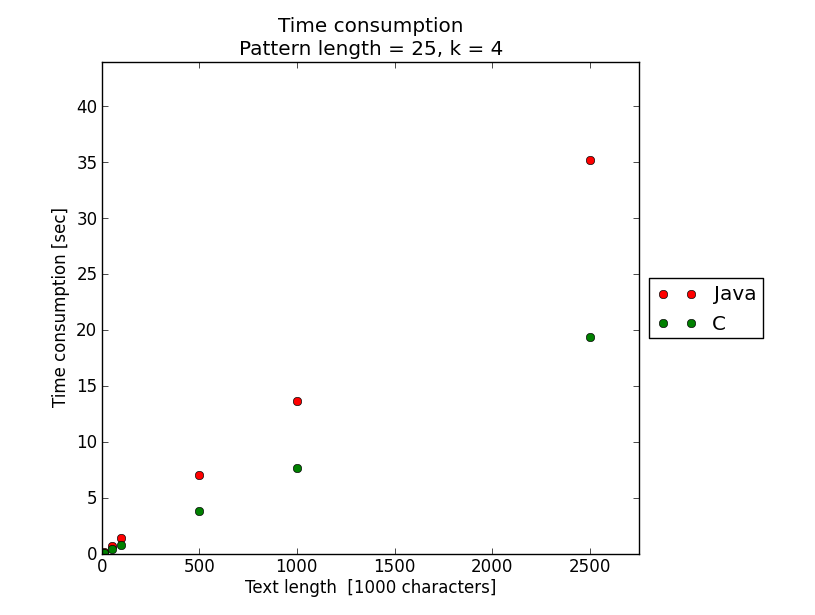 Time consumption
Pattern length = 25, k = 4
40
35
30
25
20
15
10
5
0
Time consumption [sec]
0 500 1000 1500 2000 2500
Text length  [1000 characters]
Java
C